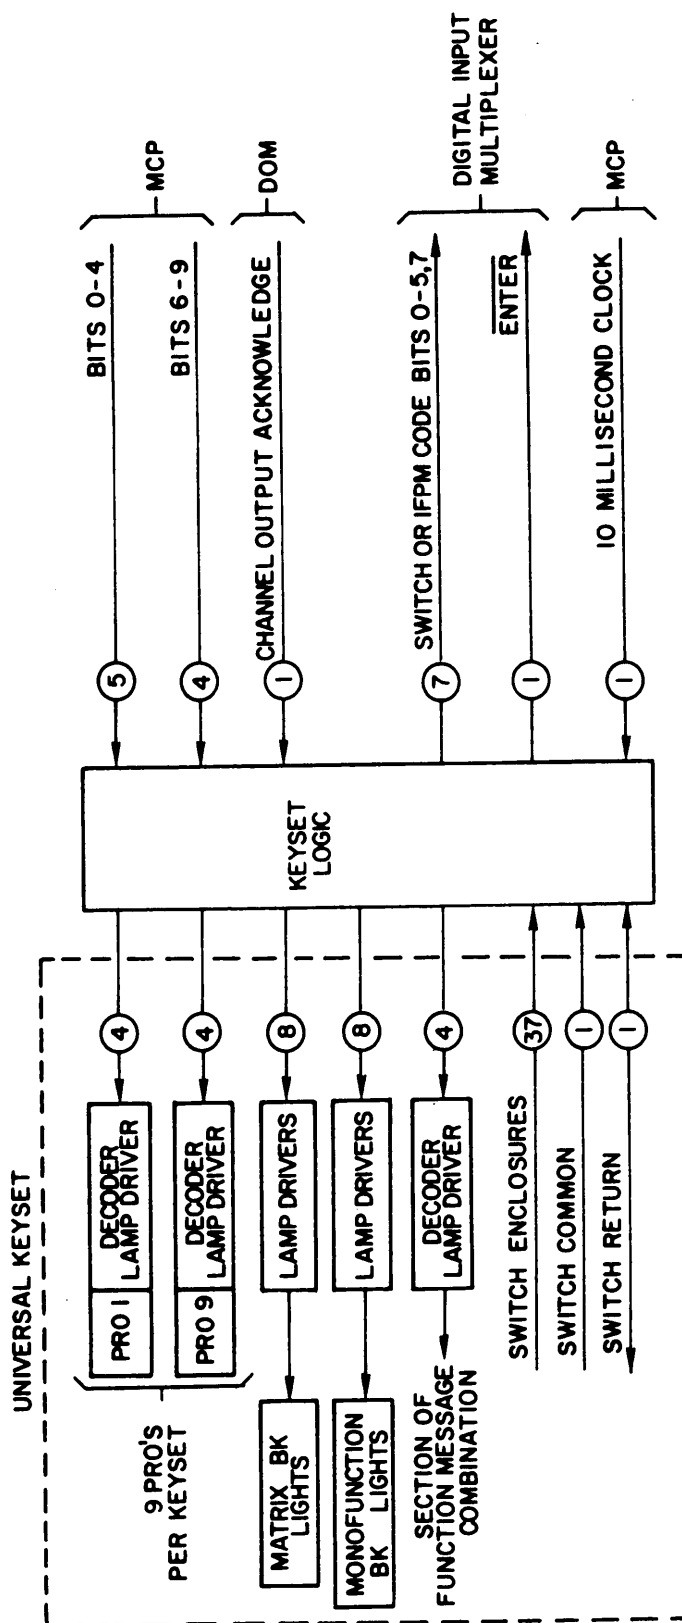 UNIVERSAL KEYSET
9 PRO'S
PER KEYSET
PRO 1
DECODER
LAMP DRIVER
4
PRO 9
DECODER
LAMP DRIVER
4
MATRIX BK
LIGHTS
LAMP DRIVERS
8
MONOFUNCTION
BK LIGHTS
LAMP DRIVERS
8
SECTION OF
FUNCTION MESSAGE
COMBINATION
DECODER
LAMP DRIVER
4
SWITCH ENCLOSURES
37
SWITCH COMMON
1
SWITCH RETURN
1
KEYSET
LOGIC
5
BITS 0-4
4
BITS 6-9
MCP
1
CHANNEL OUTPUT ACKNOWLEDGE
DOM
7
SWITCH OR IFPM CODE BITS 0-5,7
1
ENTER
DIGITAL INPUT
MULTIPLEXER
1
10 MILLISECOND CLOCK
MCP